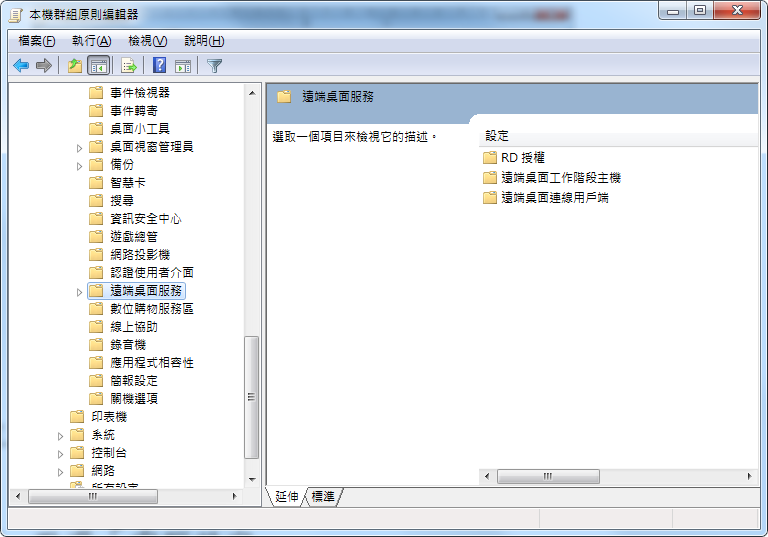 本機群組原則編輯器
檔案(F) 執行(A) 檢視(V) 說明(H)
事件檢視器
事件轉寄
桌面小工具
桌面視窗管理員
備份
智慧卡
搜尋
資訊安全中心
遊戲總管
網路投影機
認證使用者介面
遠端桌面服務
數位購物服務區
線上協助
錄音機
應用程式相容性
簡報設定
關機選項
印表機
系統
控制台
網路
所有設定
遠端桌面服務
選取一個項目來檢視它的描述。
設定
RD 授權
遠端桌面工作階段主機
遠端桌面連線用戶端
延伸 標準